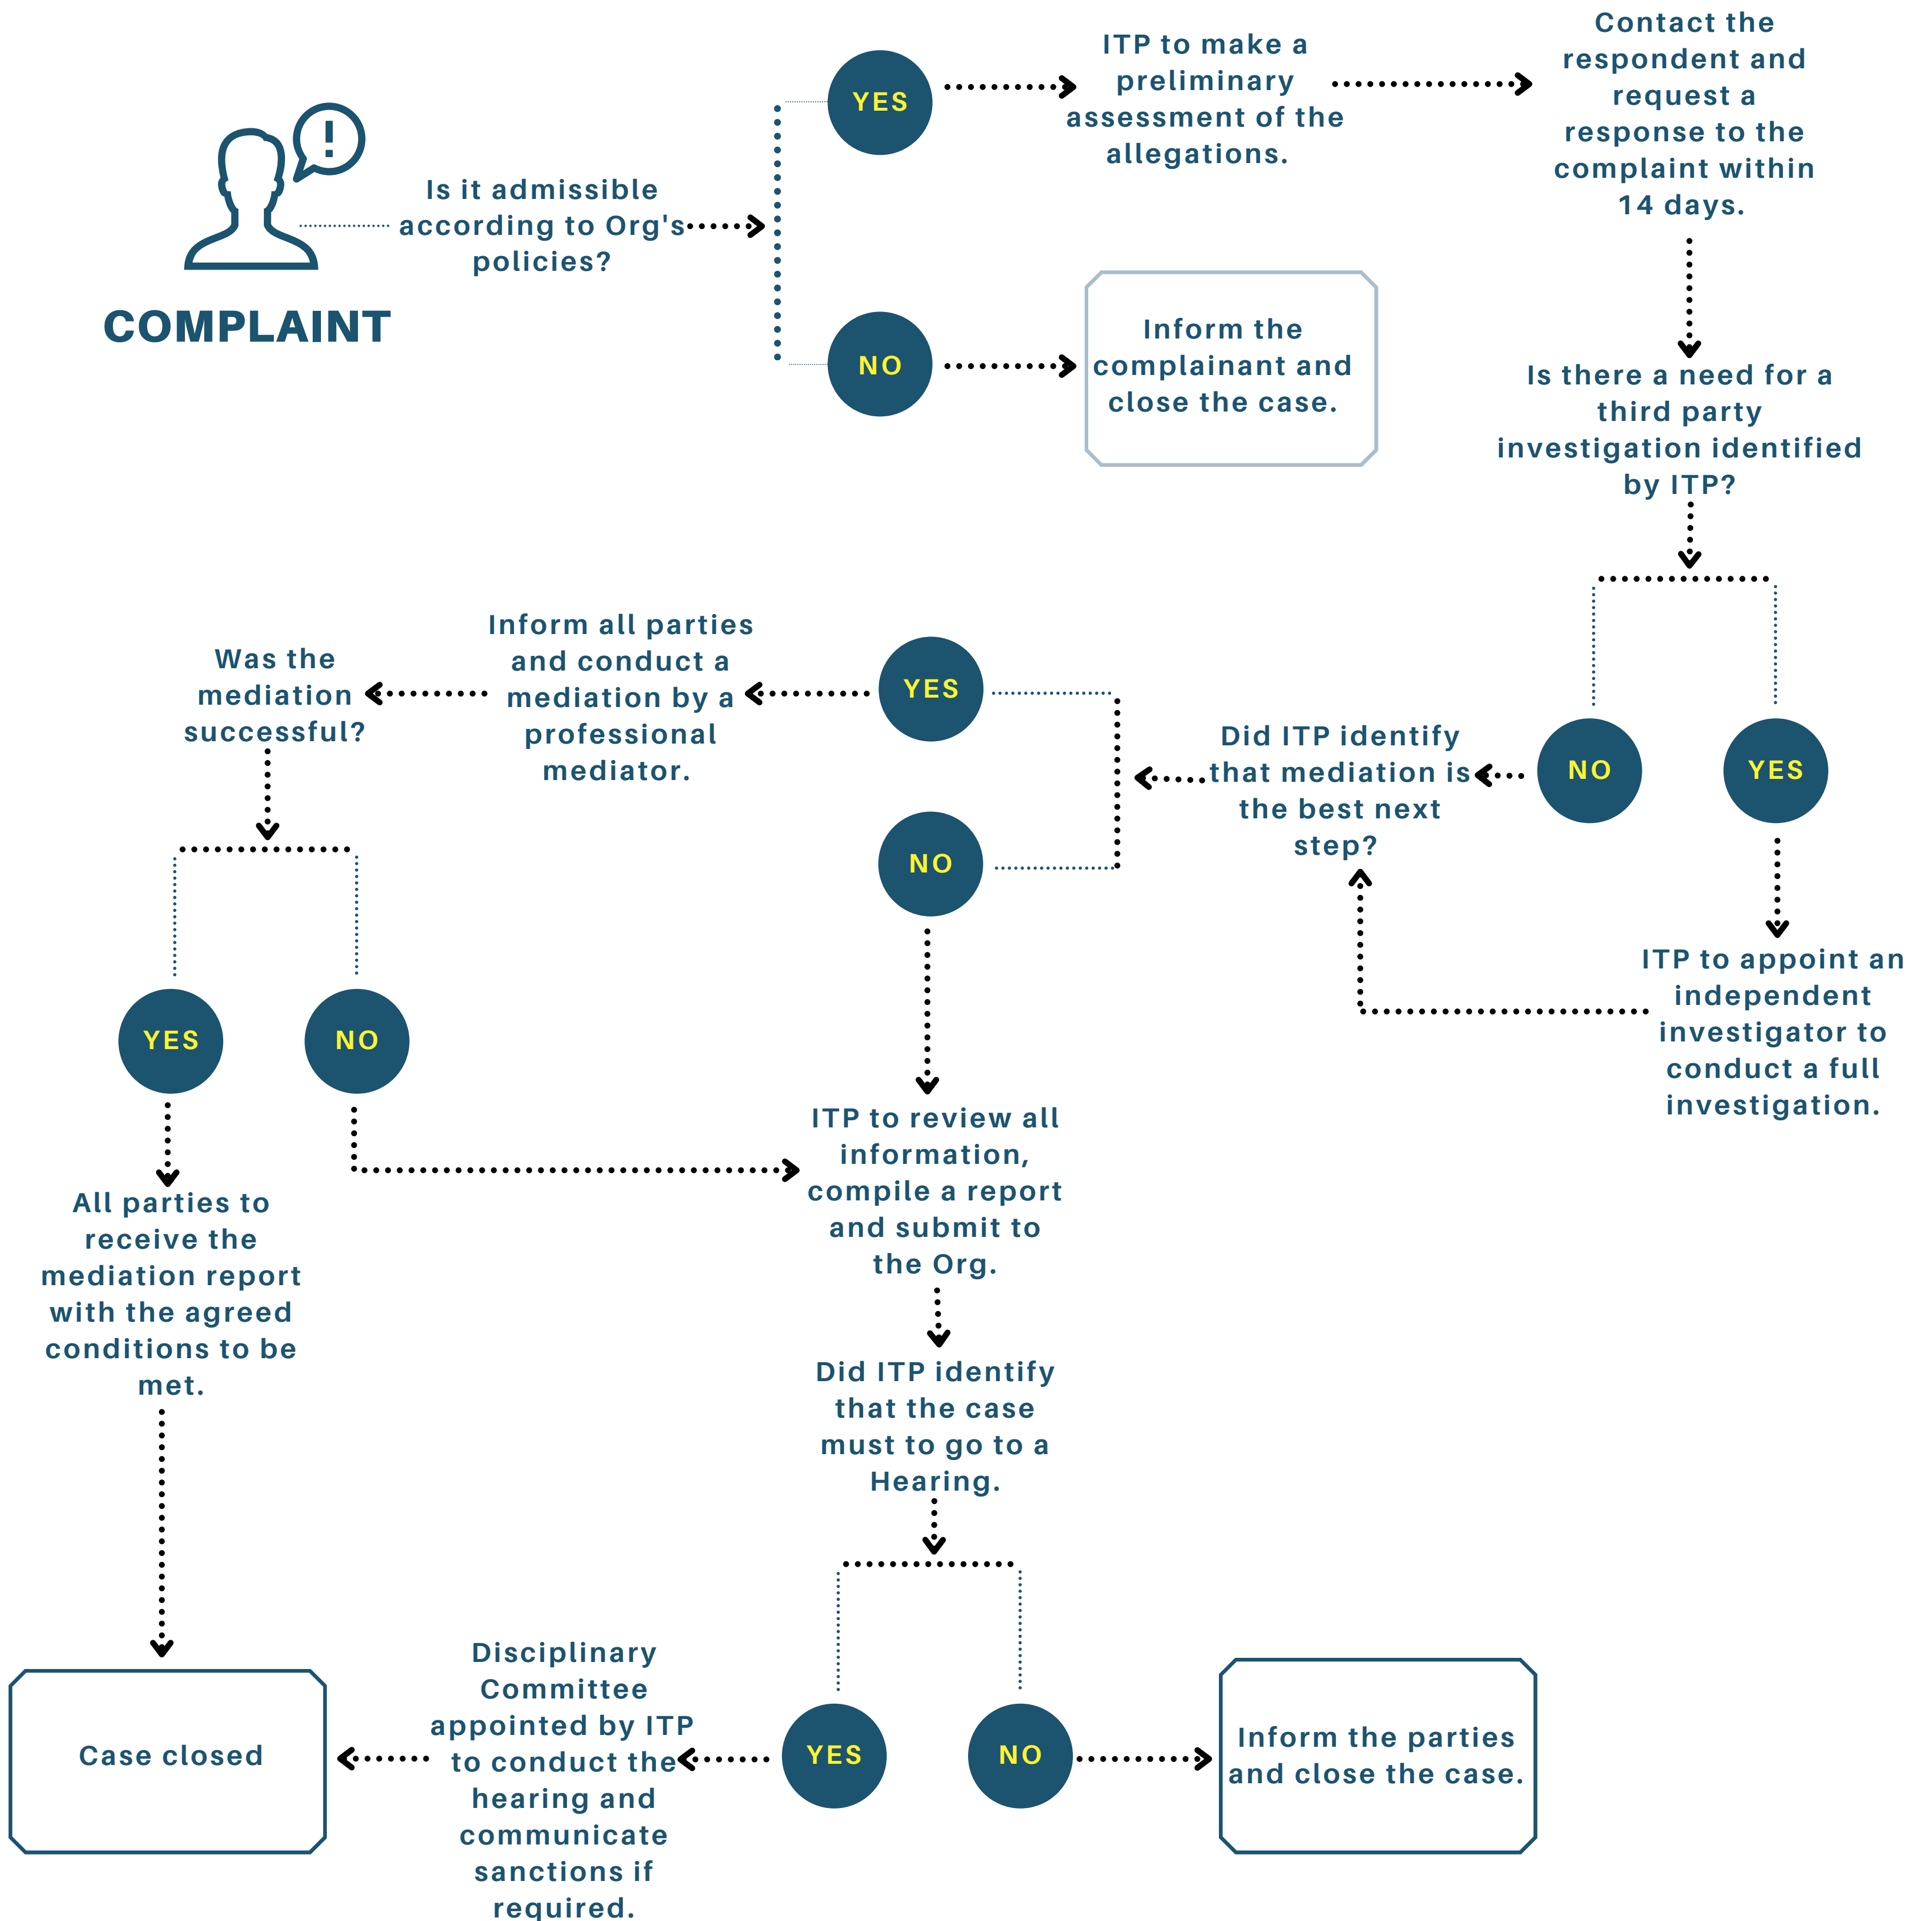 COMPLAINT
Is it admissible
according to Org's
policies?
YES
ITP to make a
preliminary
assessment of the
allegations.
Contact the
respondent and
request a
response to the
complaint within
14 days.
NO
Inform the
complainant and
close the case.
Is there a need for a
third party
investigation identified
by ITP?
NO
YES
ITP to appoint an
independent
investigator to
conduct a full
investigation.
Did ITP identify
that mediation is
the best next
step?
YES
NO
Inform all parties
and conduct a
mediation by a
professional
mediator.
Was the
mediation
successful?
YES
NO
All parties to
receive the
mediation report
with the agreed
conditions to be
met.
ITP to review all
information,
compile a report
and submit to
the Org.
Did ITP identify
that the case
must to go to a
Hearing.
YES
NO
Disciplinary
Committee
appointed by ITP
to conduct the
hearing and
communicate
sanctions if
required.
Case closed
Inform the parties
and close the case.
!